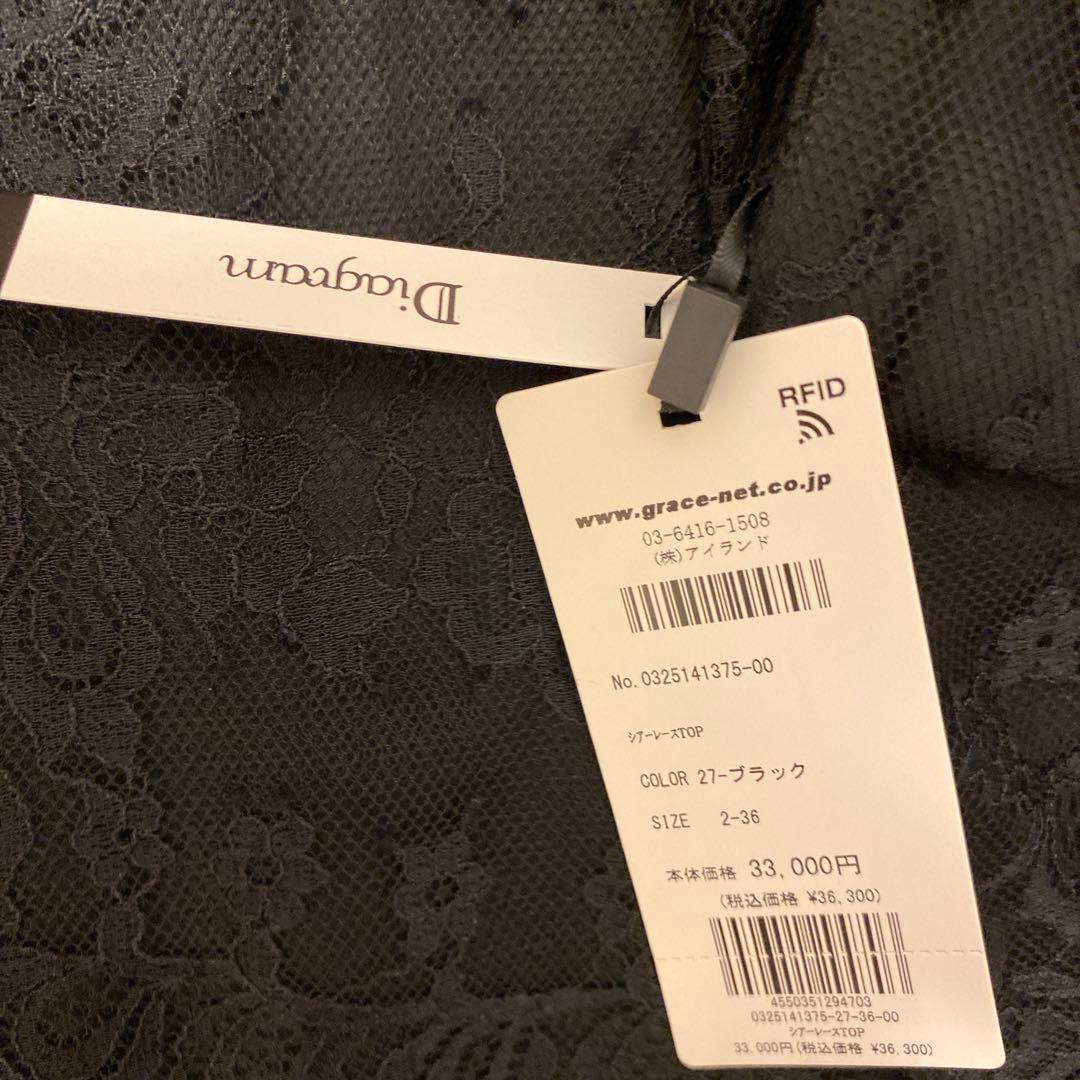 Diagram
RFID
www.grace-net.co.jp
03-6416-1508
(株)アイランド
No.0325141375-00
シアーレースTOP
COLOR 27-ブラック
SIZE 2-36
本体価格 33,000円
(税込価格 ¥36,300)
4550351294703
0325141375-27-36-00
シアーレースTOP
33.000円(税込価格 ¥36,300)